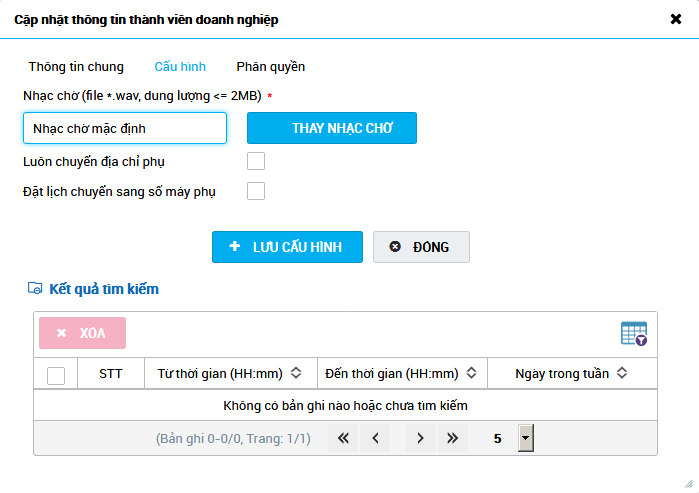 Cập nhật thông tin thành viên doanh nghiệp
Thông tin chung Cấu hình Phân quyền
Nhạc chờ (file *.wav, dung lượng <= 2MB) *
Nhạc chờ mặc định THAY NHẠC CHỜ
Luôn chuyển địa chỉ phụ
Đặt lịch chuyển sang số máy phụ
LƯU CẤU HÌNH ĐÓNG
Kết quả tìm kiếm
XÓA
STT Từ thời gian (HH:mm) Đến thời gian (HH:mm) Ngày trong tuần
Không có bản ghi nào hoặc chưa tìm kiếm
(Bản ghi 0-0/0, Trang: 1/1) 5